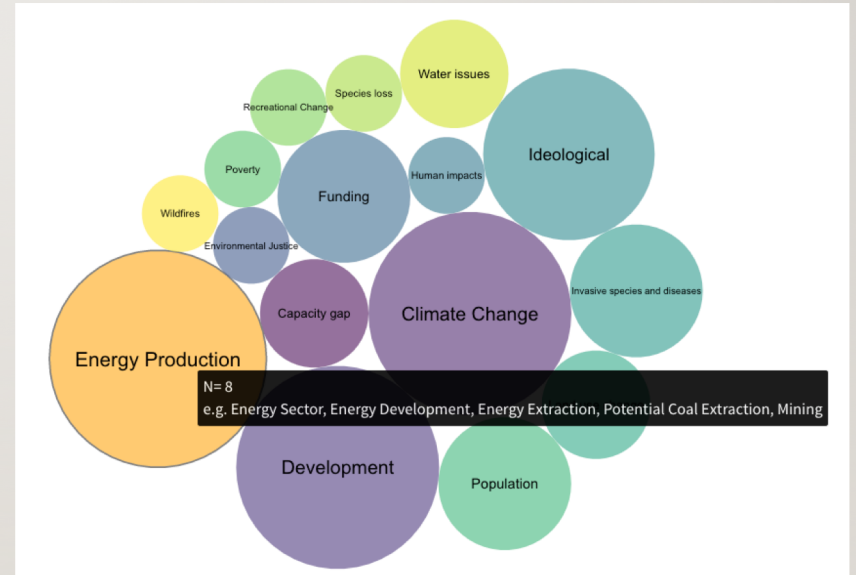 Water issues
Species loss
Recreational Change
Ideological
Poverty
Human impacts
Funding
Wildfires
Environmental Justice
Invasive species and diseases
Capacity gap
Climate Change
Energy Production
N= 8
e.g. Energy Sector, Energy Development, Energy Extraction, Potential Coal Extraction, Mining
Development
Population